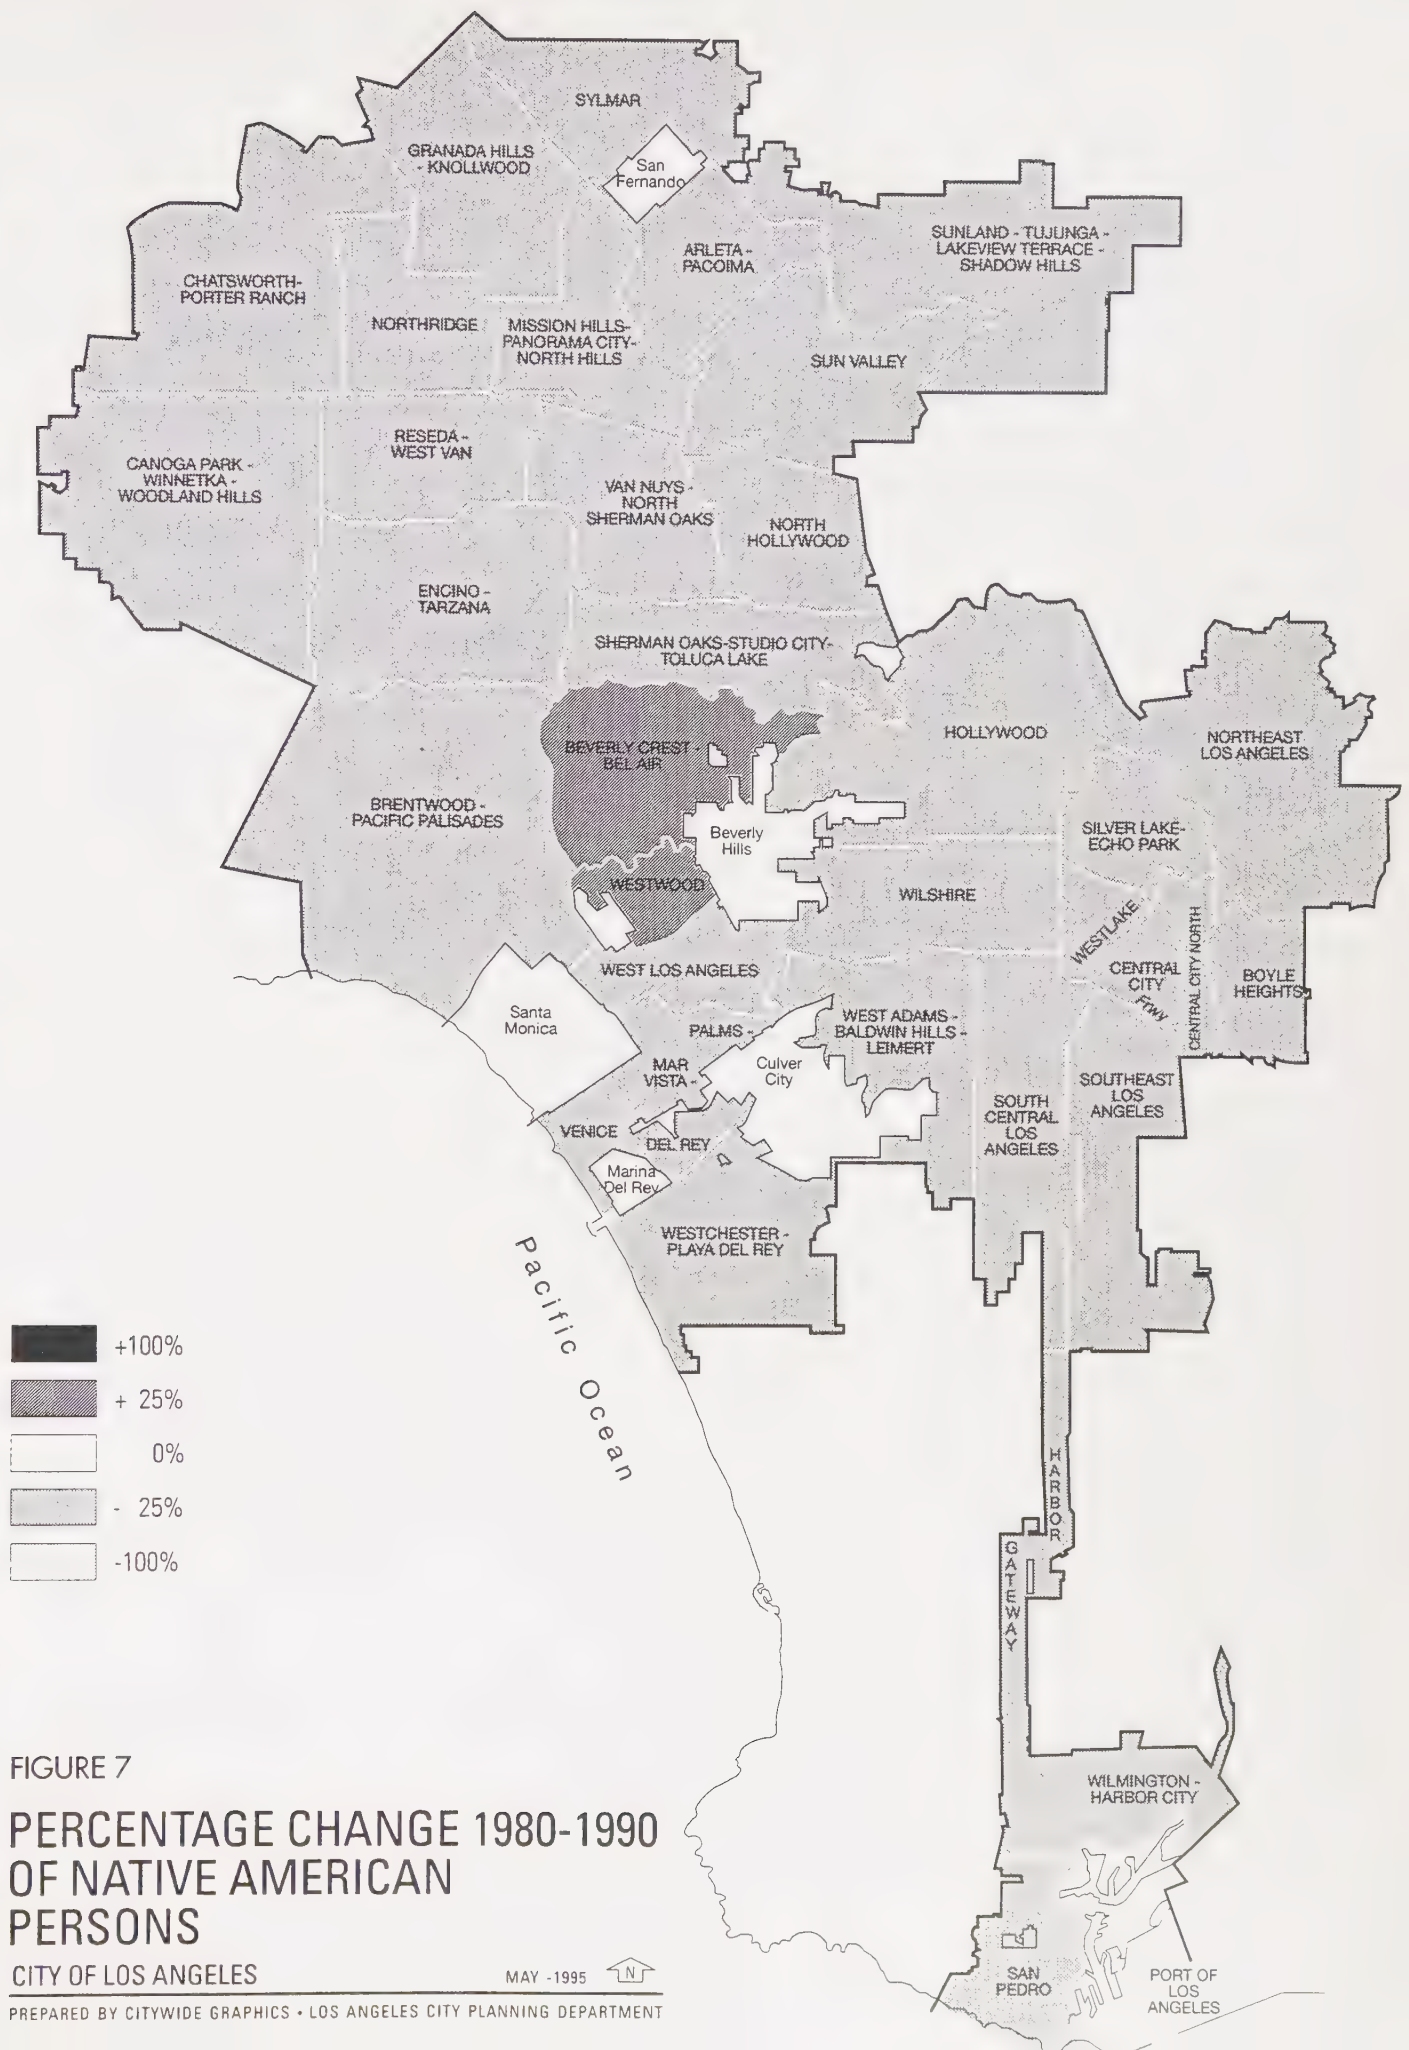 SYLMAR
GRANADA HILLS
- KNOLLWOOD
San
Fernando
SUNLAND - TUJUNGA -
LAKEVIEW TERRACE -
SHADOW HILLS
ARLETA -
PACOIMA
CHATSWORTH-
PORTER RANCH
NORTHRIDGE
MISSION HILLS-
PANORAMA CITY-
NORTH HILLS
SUN VALLEY
RESEDA -
WEST VAN
CANOGA PARK -
WINNETKA -
WOODLAND HILLS
VAN NUYS -
NORTH
SHERMAN OAKS
NORTH
HOLLYWOOD
ENCINO -
TARZANA
SHERMAN OAKS-STUDIO CITY-
TOLUCA LAKE
HOLLYWOOD
NORTHEAST
LOS ANGELES
BEVERLY CREST -
BEL AIR
BRENTWOOD -
PACIFIC PALISADES
Beverly
Hills
SILVER LAKE-
ECHO PARK
WESTWOOD
WILSHIRE
WESTLAKE
CENTRAL CITY NORTH
WEST LOS ANGELES
CENTRAL
CITY
Frwy
BOYLE
HEIGHTS
Santa
Monica
PALMS -
WEST ADAMS -
BALDWIN HILLS -
LEIMERT
MAR
VISTA -
Culver
City
SOUTHEAST
LOS
ANGELES
SOUTH
CENTRAL
LOS
ANGELES
VENICE
DEL REY
Marina
Del Rey
WESTCHESTER -
PLAYA DEL REY
Pacific Ocean
+100%
+ 25%
0%
- 25%
-100%
HARBOR
GATEWAY
WILMINGTON -
HARBOR CITY
SAN
PEDRO
PORT OF
LOS
ANGELES
FIGURE 7
PERCENTAGE CHANGE 1980-1990
OF NATIVE AMERICAN
PERSONS
CITY OF LOS ANGELES
MAY -1995
N
PREPARED BY CITYWIDE GRAPHICS • LOS ANGELES CITY PLANNING DEPARTMENT